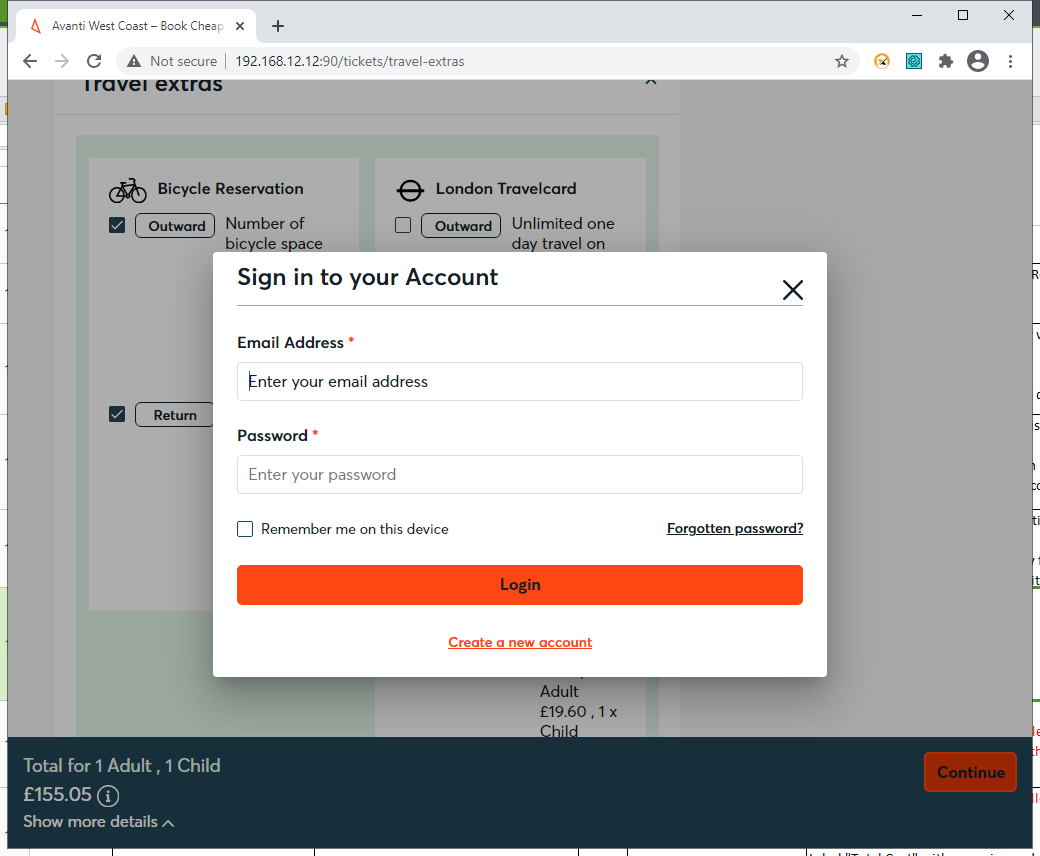 Avanti West Coast – Book Cheap
Not secure
192.168.12.12:90/tickets/travel-extras
Travel extras
Bicycle Reservation
London Travelcard
Outward
Number of
bicycle space
Outward
Unlimited one
day travel on
Sign in to your Account
Email Address *
Enter your email address
Return
Password *
Enter your password
Remember me on this device
Forgotten password?
Login
Create a new account
Adult
£19.60 , 1 x
Child
Total for 1 Adult , 1 Child
£155.05
Show more details
Continue